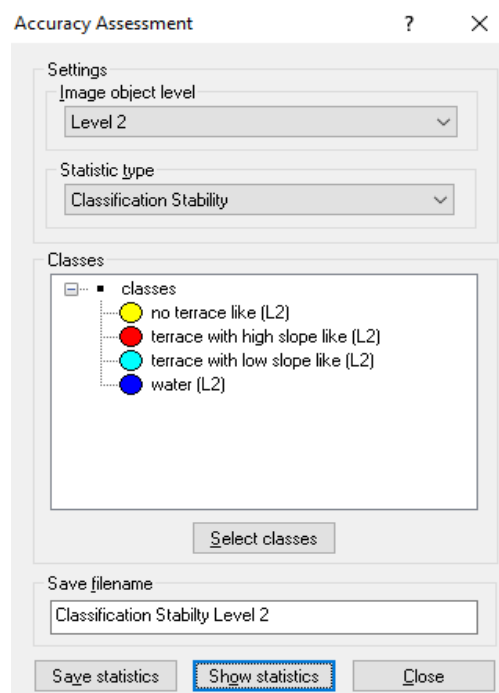 Accuracy Assessment ? ×
Settings
Image object level
Level 2
Statistic type
Classification Stability
Classes
classes
no terrace like (L2)
terrace with high slope like (L2)
terrace with low slope like (L2)
water (L2)
Select classes
Save filename
Classification Stabilty Level 2
Save statistics Show statistics Close